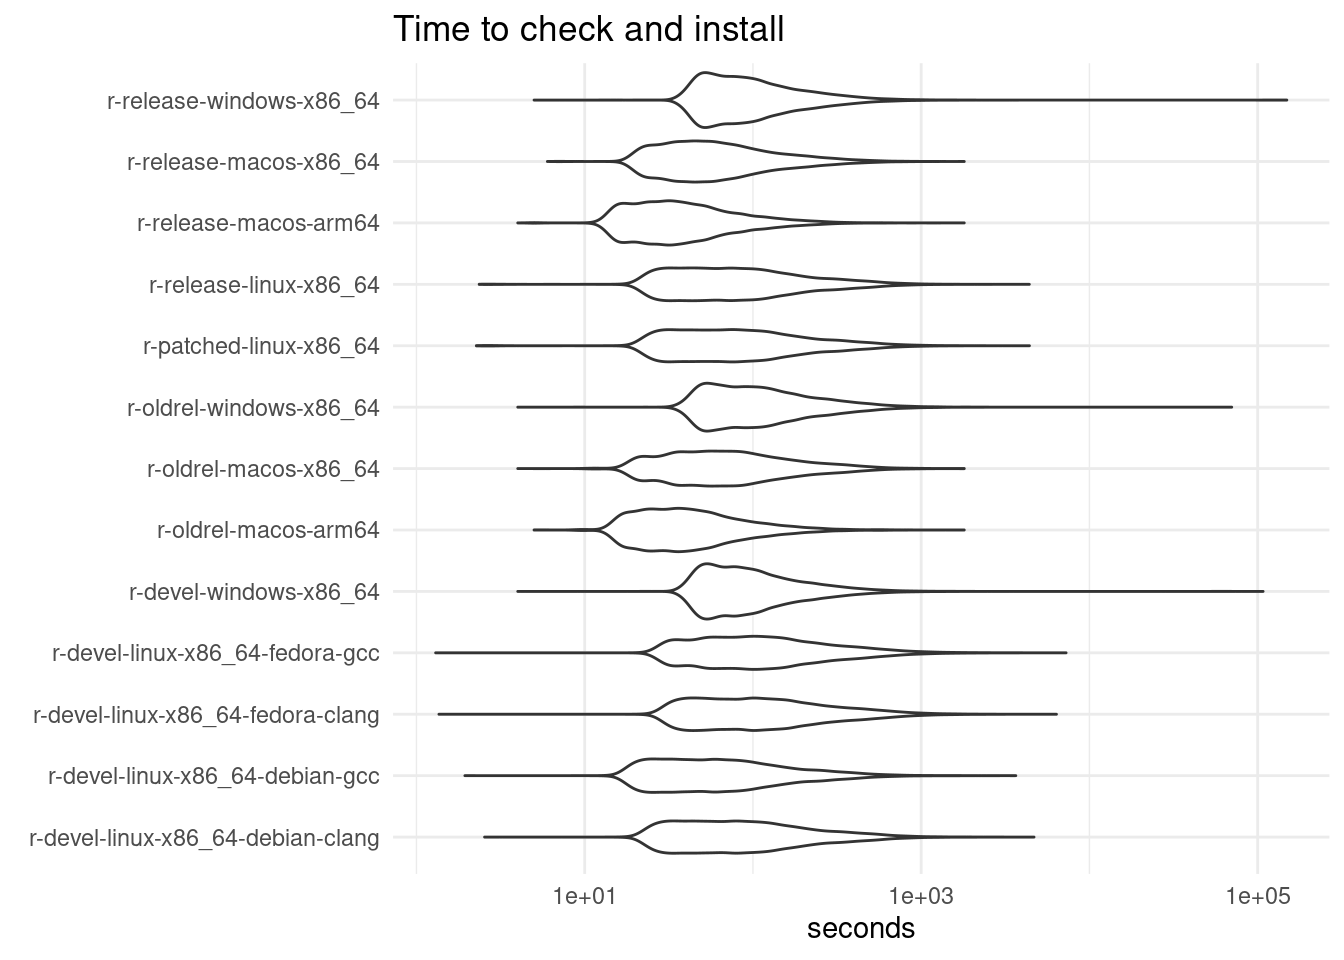 Time to check and install
r-release-windows-x86_64
r-release-macos-x86_64
r-release-macos-arm64
r-release-linux-x86_64
r-patched-linux-x86_64
r-oldrel-windows-x86_64
r-oldrel-macos-x86_64
r-oldrel-macos-arm64
r-devel-windows-x86_64
r-devel-linux-x86_64-fedora-gcc
r-devel-linux-x86_64-fedora-clang
r-devel-linux-x86_64-debian-gcc
r-devel-linux-x86_64-debian-clang
1e+01 1e+03 1e+05
seconds